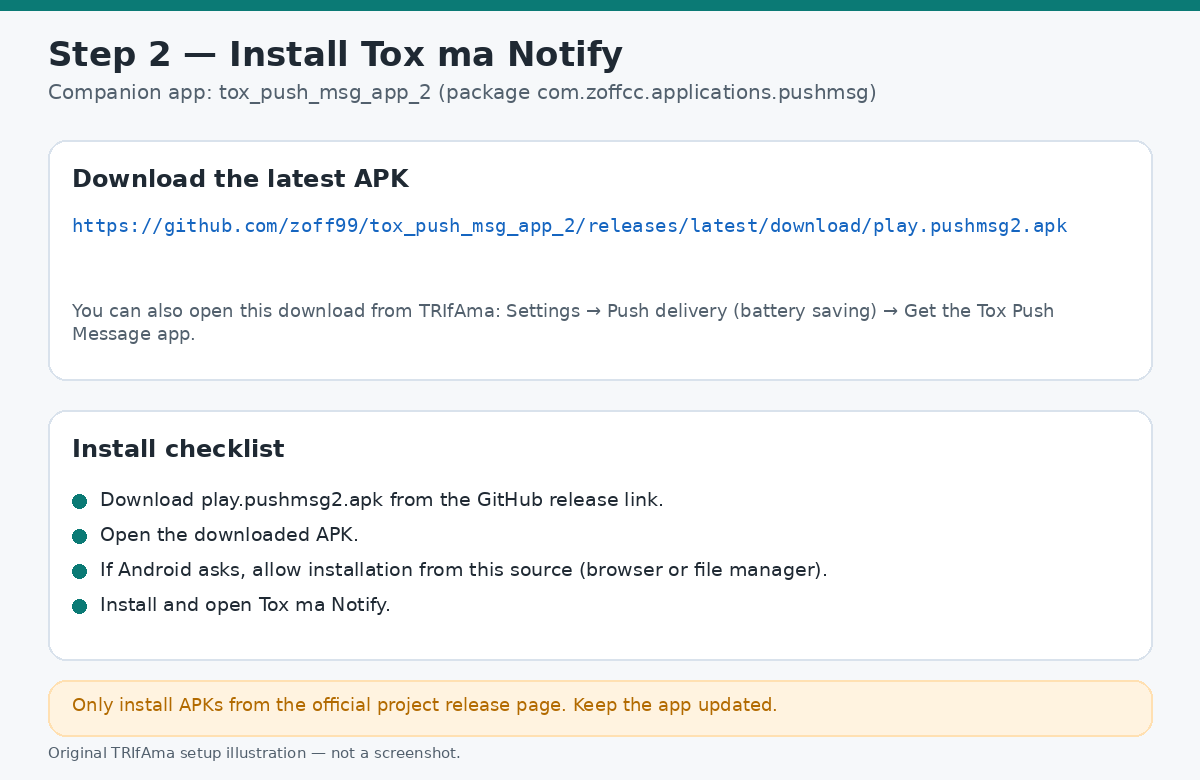 Step 2 — Install Tox ma Notify
Companion app: tox_push_msg_app_2 (package com.zoffcc.applications.pushmsg)
Download the latest APK
https://github.com/zoff99/tox_push_msg_app_2/releases/latest/download/play.pushmsg2.apk
You can also open this download from TRIfAma: Settings → Push delivery (battery saving) → Get the Tox Push
Message app.
Install checklist
Download play.pushmsg2.apk from the GitHub release link.
Open the downloaded APK.
If Android asks, allow installation from this source (browser or file manager).
Install and open Tox ma Notify.
Only install APKs from the official project release page. Keep the app updated.
Original TRIfAma setup illustration — not a screenshot.